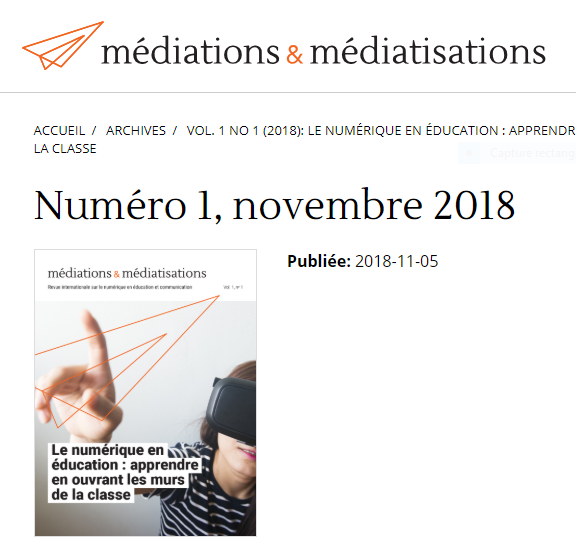 médiations & médiatisations
ACCUEIL / ARCHIVES / VOL. 1 NO 1 (2018): LE NUMÉRIQUE EN ÉDUCATION : APPRENDR
LA CLASSE
Capture rectang
Numéro 1, novembre 2018
Publiée: 2018-11-05
médiations & médiatisations
Revue internationale sur le numérique en éducation et communication
Vol. 1, nº 1
Le numérique en
éducation : apprendre
en ouvrant les murs
de la classe